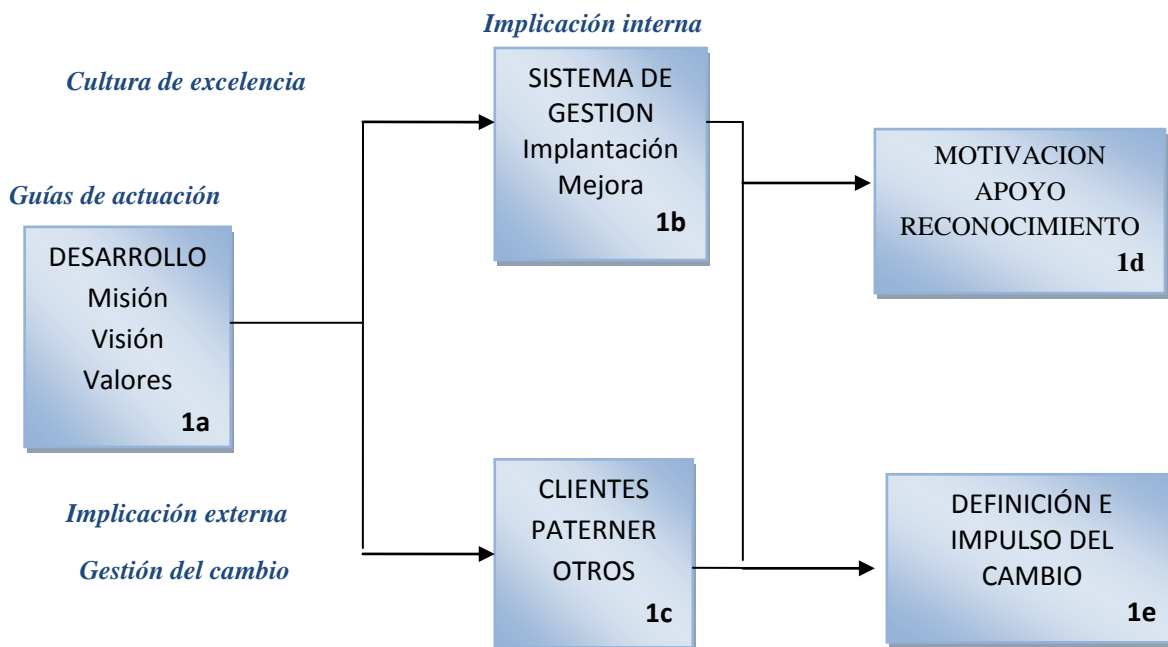 Implicación interna
Cultura de excelencia
SISTEMA DE
GESTION
Implantación
Mejora
1b
MOTIVACION
APOYO
RECONOCIMIENTO
1d
Guías de actuación
DESARROLLO
Misión
Visión
Valores
1a
Implicación externa
Gestión del cambio
CLIENTES
PATERNER
OTROS
1c
DEFINICIÓN E
IMPULSO DEL
CAMBIO
1e